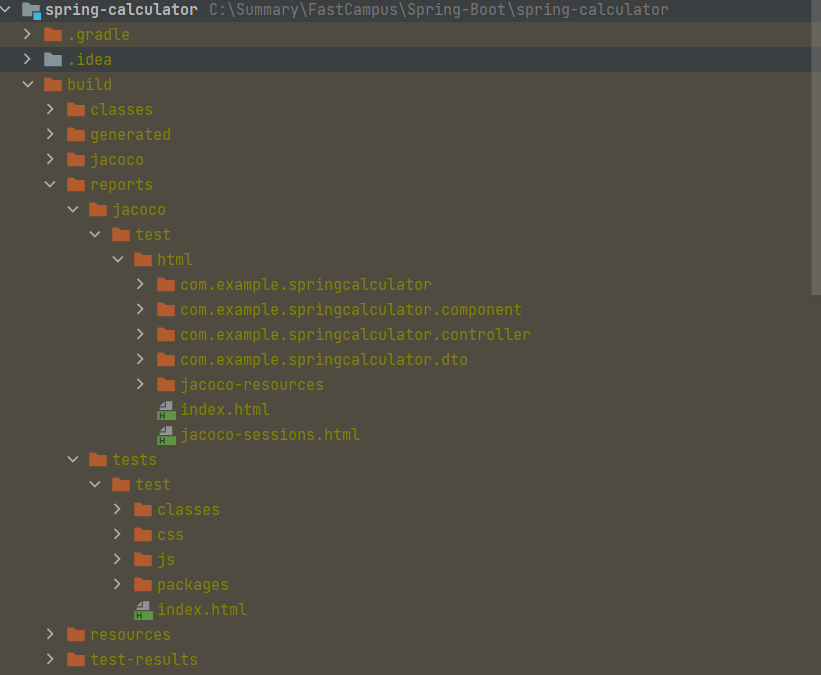 spring-calculator C:\Summary\FastCampus\Spring-Boot\spring-calculator
.gradle
.idea
build
classes
generated
jacoco
reports
jacoco
test
html
com.example.springcalculator
com.example.springcalculator.component
com.example.springcalculator.controller
com.example.springcalculator.dto
jacoco-resources
H index.html
H jacoco-sessions.html
tests
test
classes
css
js
packages
H index.html
resources
test-results